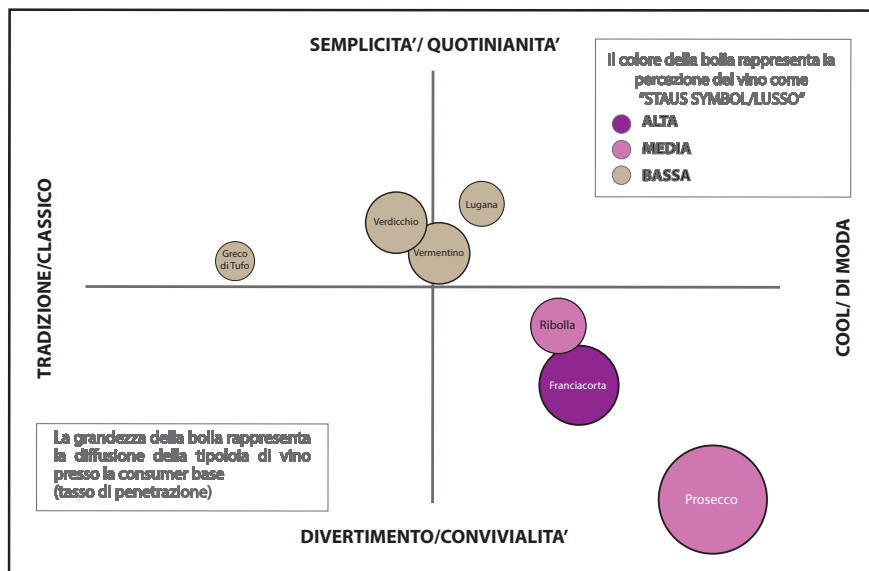 SEMPLICITA’/ QUOTINIANITA’
Il colore della bolla rappresenta la
percezione del vino come
“STAUS SYMBOL/LUSSO”
ALTA
MEDIA
BASSA
TRADIZIONE/CLASSICO
COOL/ DI MODA
Lugana
Verdicchio
Vermentino
Greco
di Tufo
Ribolla
Franciacorta
Prosecco
La grandezza della bolla rappresenta
la diffusione della tipoloia di vino
presso la consumer base
(tasso di penetrazione)
DIVERTIMENTO/CONVIVIALITA’